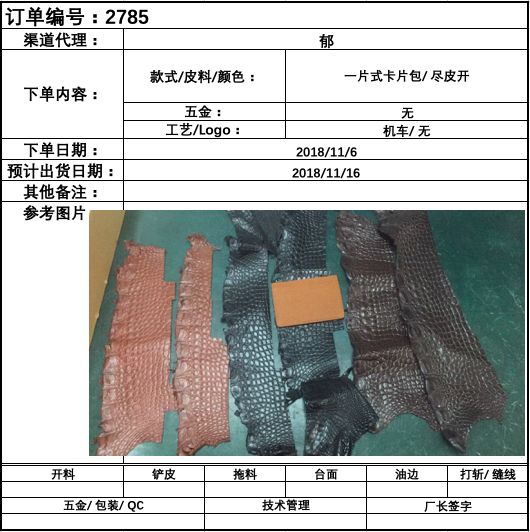 订单编号：2785
渠道代理：
郁
下单内容：
款式/皮料/颜色：
一片式卡片包/ 尽皮开
五金：
无
工艺/Logo：
机车/ 无
下单日期：
2018/11/6
预计出货日期：
2018/11/16
其他备注：
参考图片
开料 铲皮 拖料 台面 油边 打斩/ 缝线
五金/ 包装/ QC 技术管理 厂长签字